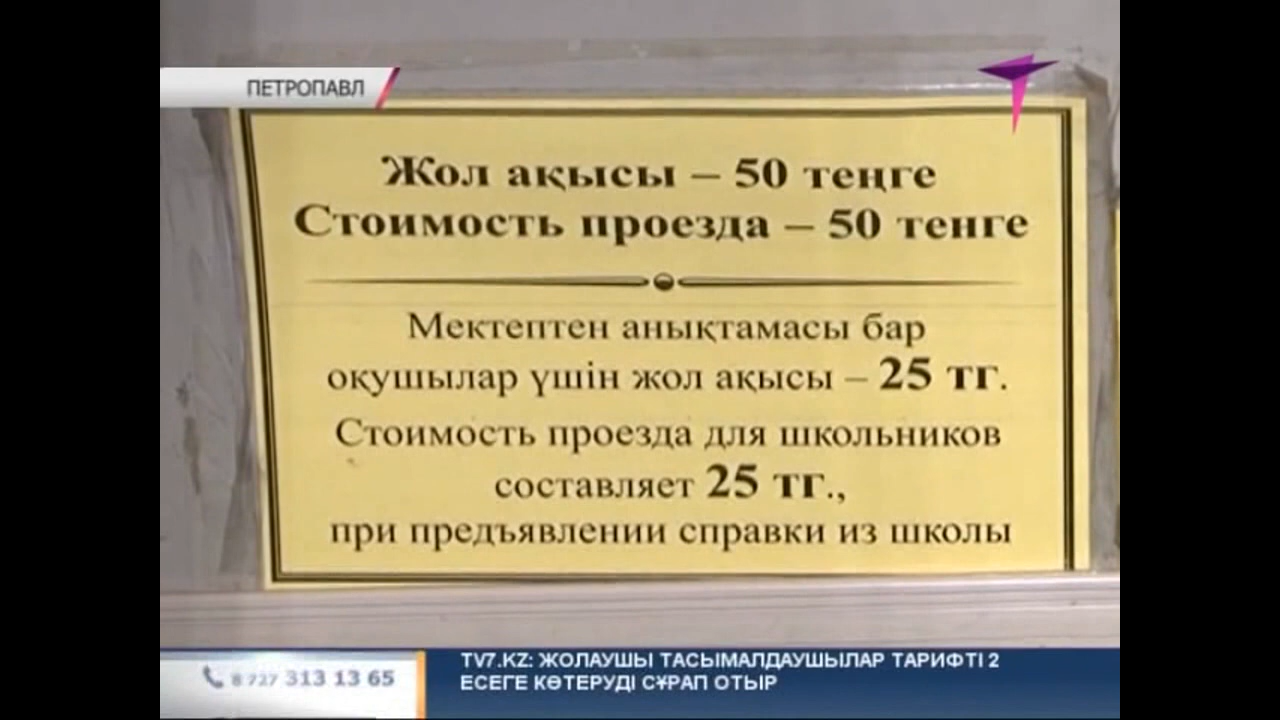 ПЕТРОПАВЛ
Жол ақысы – 50 теңге
Стоимость проезда – 50 тенге
Мектептен анықтамасы бар
оқушылар үшін жол ақысы – 25 тг.
Стоимость проезда для школьников
составляет 25 тг.,
при предъявлении справки из школы
8 727 313 13 65
TV7.KZ: ЖОЛАУШЫ ТАСЫМАЛДАУШЫЛАР ТАРИФТІ 2
ЕСЕГЕ КӨТЕРУДІ СҰРАП ОТЫР